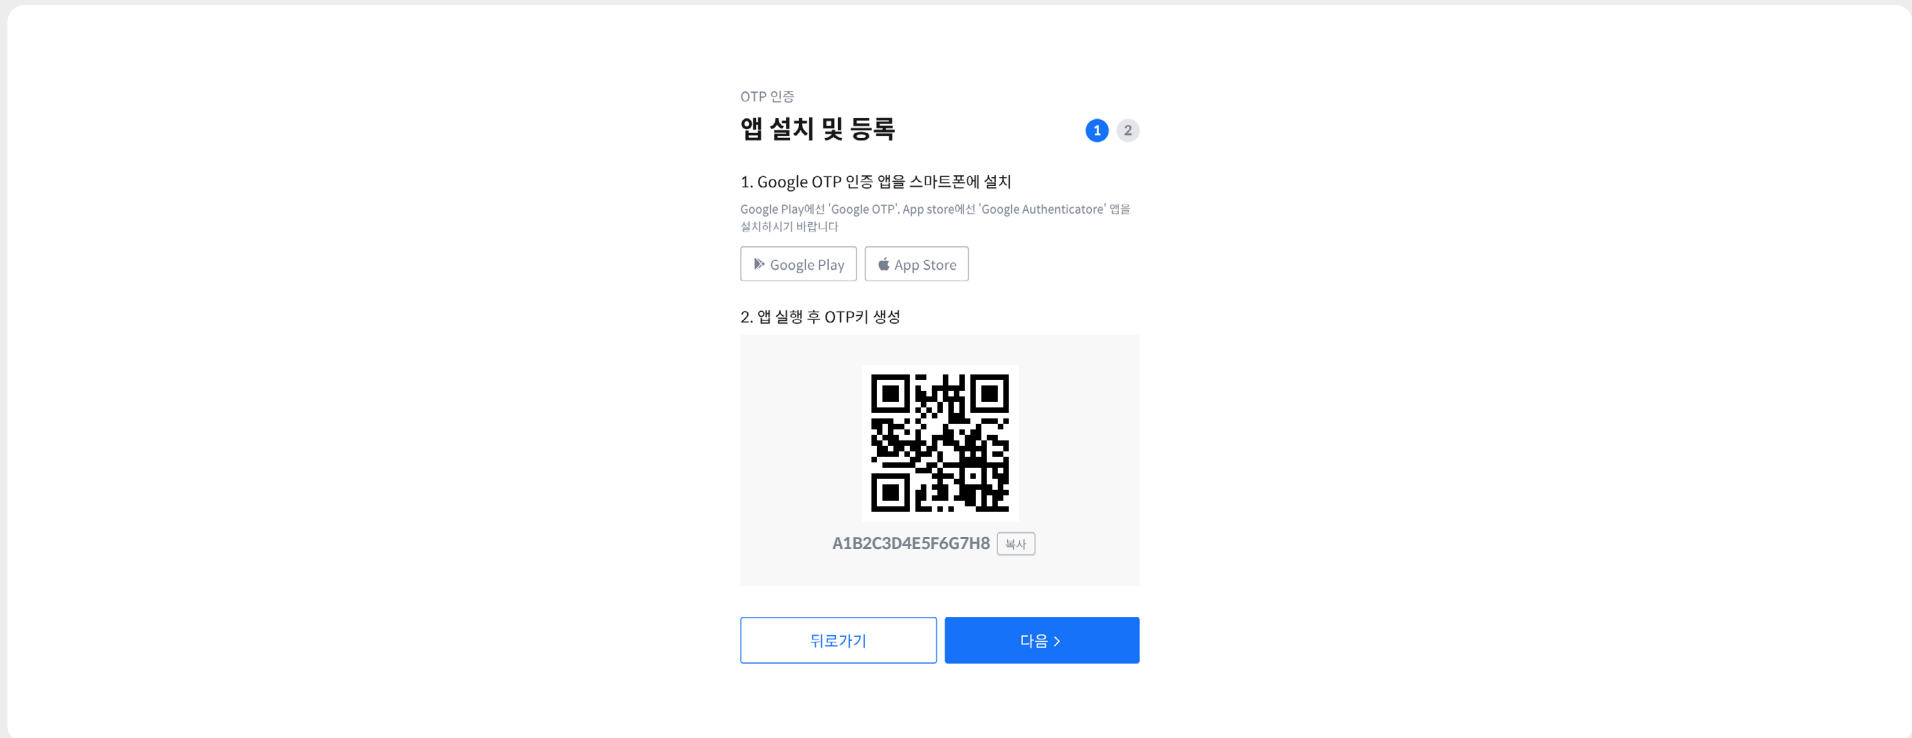 OTP 인증
앱 설치 및 등록
1 2
1. Google OTP 인증 앱을 스마트폰에 설치
Google Play에선 'Google OTP', App store에선 'Google Authenticatore' 앱을
설치하시기 바랍니다
Google Play App Store
2. 앱 실행 후 OTP키 생성
A1B2C3D4E5F6G7H8 복사
뒤로가기 다음 >